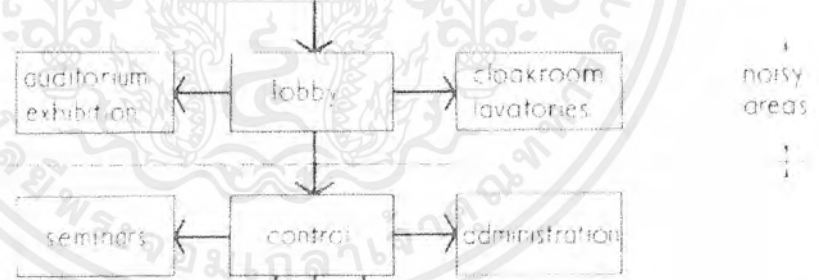 auditorium
exhibition
lobby
cloakroom
lavatories
noisy
areas
seminars
control
administration